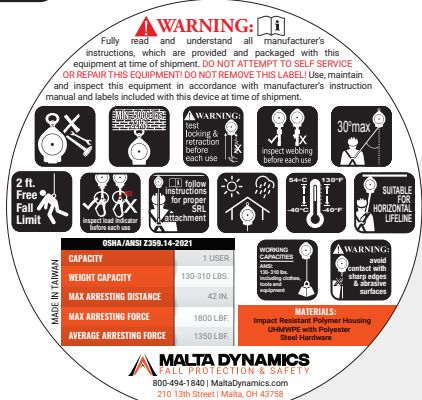 WARNING:
Fully read and understand all manufacturer's
instructions, which are provided and packaged with this
equipment at time of shipment. DO NOT ATTEMPT TO SELF SERVICE
OR REPAIR THIS EQUIPMENT! DO NOT REMOVE THIS LABEL! Use, maintain
and inspect this equipment in accordance with manufacturer's instruction
manual and labels included with this device at time of shipment.
MIN=5000lbs
WARNING:
test
locking &
retraction
before
each use
inspect webbing
before each use
30°max
2 ft.
Free
Fall
Limit
inspect load indicator
before each use
follow
instructions
for proper
SRL
attachment
54°C 130°F
-40°C -40°F
SUITABLE
FOR
HORIZONTAL
LIFELINE
OSHA/ANSI Z359.14-2021
CAPACITY 1 USER
WEIGHT CAPACITY 130-310 LBS.
MAX ARRESTING DISTANCE 42 IN.
MAX ARRESTING FORCE 1800 LBF.
AVERAGE ARRESTING FORCE 1350 LBF.
MADE IN TAIWAN
WORKING
CAPACITIES
ANSI:
130-310 lbs.
including clothes,
tools and
equipment
WARNING:
avoid
contact with
sharp edges
& abrasive
surfaces
MATERIALS:
Impact Resistant Polymer Housing
UHMWPE with Polyester
Steel Hardware
MALTA DYNAMICS
FALL PROTECTION & SAFETY
800-494-1840 | MaltaDynamics.com
210 13th Street | Malta, OH 43758